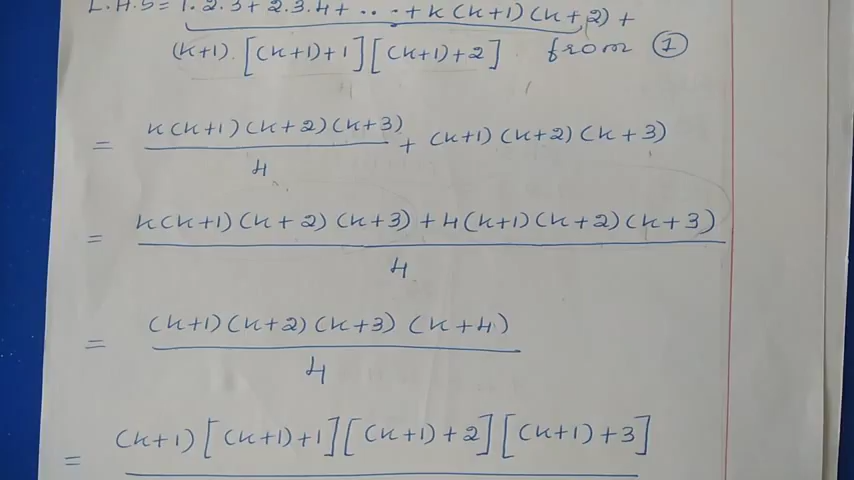 L.H.S = 1.2.3 + 2.3.4 + ... + k(k+1)(k+2) +
(k+1) [(k+1)+1][(k+1)+2] from ①
= k(k+1)(k+2)(k+3)/4 + (k+1)(k+2)(k+3)
= k(k+1)(k+2)(k+3) + 4(k+1)(k+2)(k+3)/4
= (k+1)(k+2)(k+3)(k+4)/4
= (k+1)[(k+1)+1][(k+1)+2][(k+1)+3]